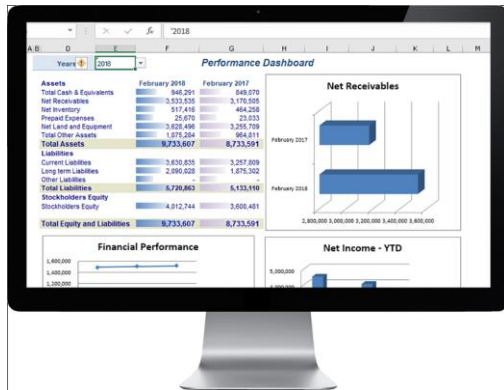 fx '2018
A B D E F G H I J K L M
Years 2018 Performance Dashboard
Assets February 2018 February 2017
Total Cash & Equivalents 946,291 849,070
Net Receivables 3,533,535 3,170,505
Net Inventory 517,416 464,258
Prepaid Expenses 25,670 23,033
Net Land and Equipment 3,628,496 3,255,709
Total Other Assets 1,075,264 964,811
Total Assets 9,733,607 8,733,591
Liabilities
Current Liabilities 3,630,835 3,257,809
Long term Liabilities 2,090,028 1,875,302
Other Liabilities - -
Total Liabilities 5,720,863 5,133,110
Stockholders Equity
Stockholders Equity 4,012,744 3,600,481
Total Equity and Liabilities 9,733,607 8,733,591
Net Receivables
February 2017
February 2018
2,800,000 3,000,000 3,200,000 3,400,000 3,600,000
Financial Performance
1,600,000
1,400,000
1,200,000
Net Income - YTD
5,000,000
4,000,000